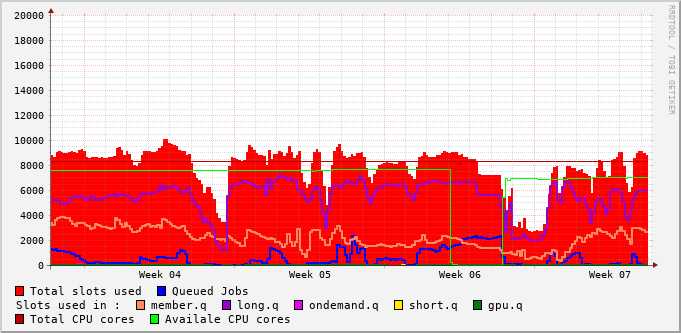 RRDTOOL / TOBI OETIKER
20000
18000
16000
14000
12000
10000
8000
6000
4000
2000
0
Week 04 Week 05 Week 06 Week 07
Total slots used Queued Jobs
Slots used in : member.q long.q ondemand.q short.q gpu.q
Total CPU cores Availale CPU cores